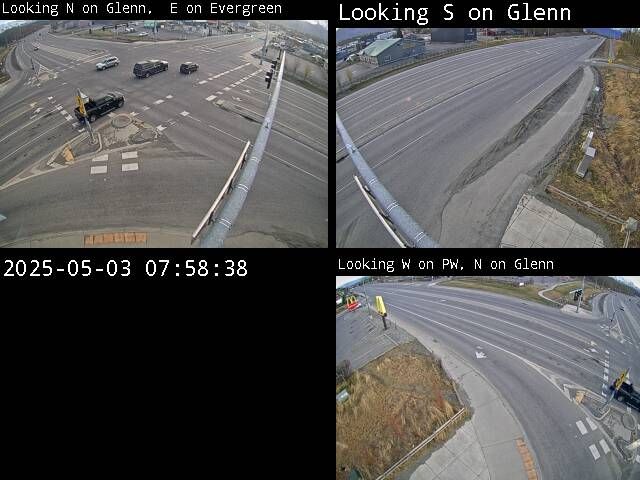 Looking N on Glenn,  E on Evergreen
Looking S on Glenn
2025-05-03 07:58:38
Looking W on PW, N on Glenn